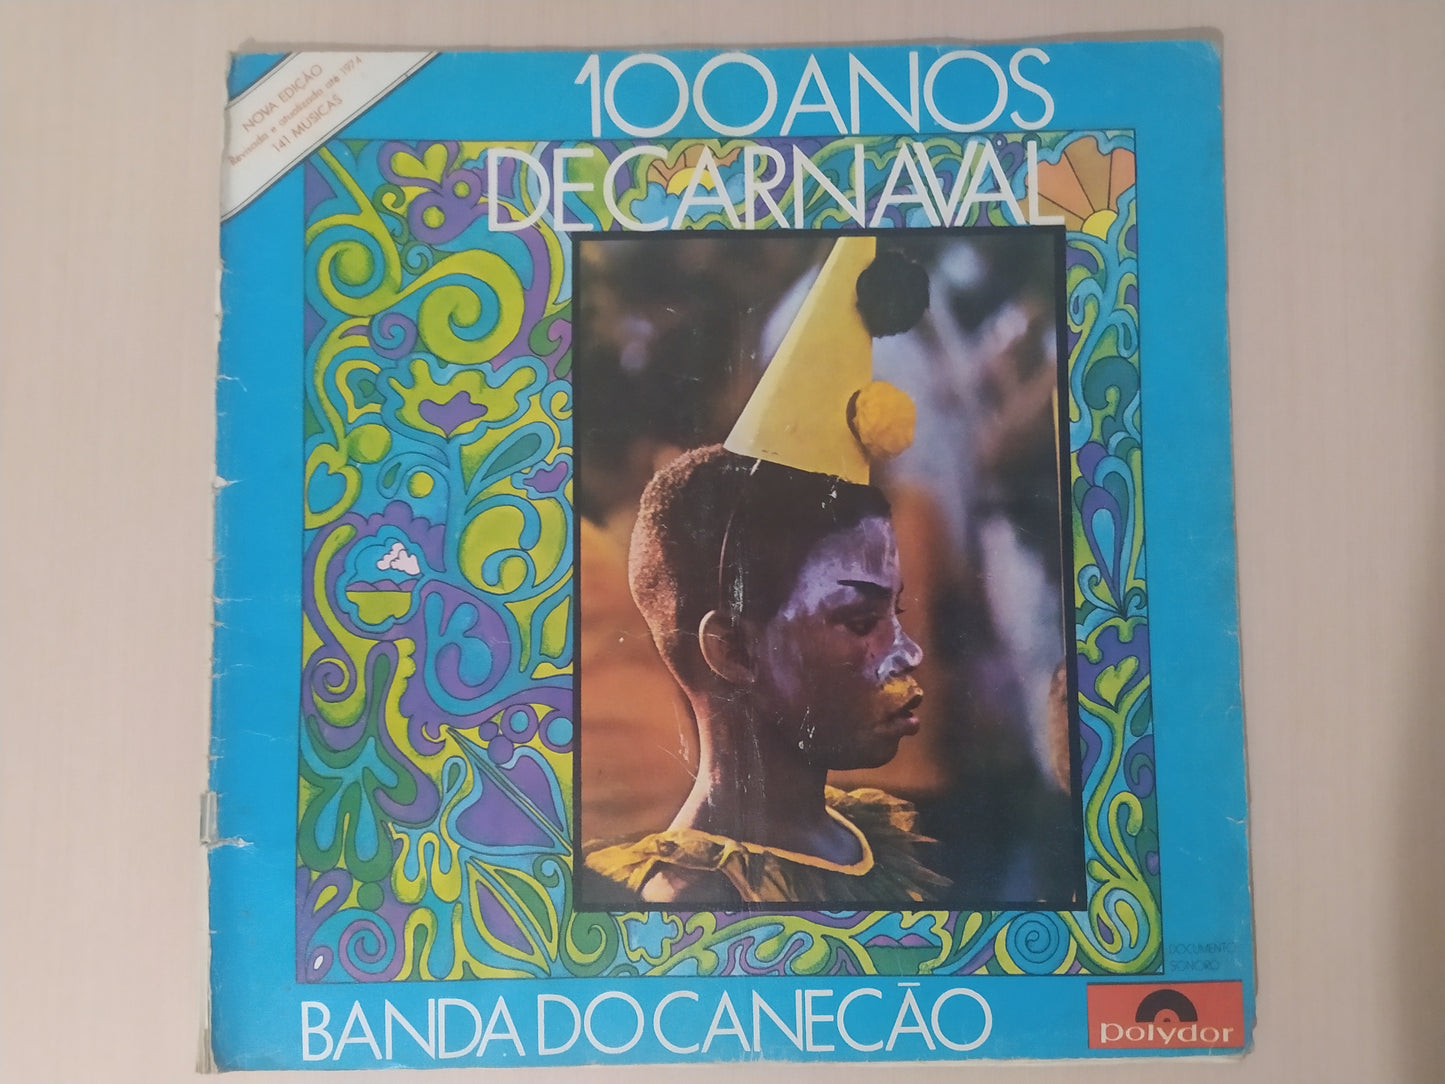 NOVA EDIÇÃO
Revisada e atualizada até 1974
141 MÚSICAS
100 ANOS
DE CARNAVAL
DOCUMENTO
SONORO
BANDA DO CANECÃO
polydor